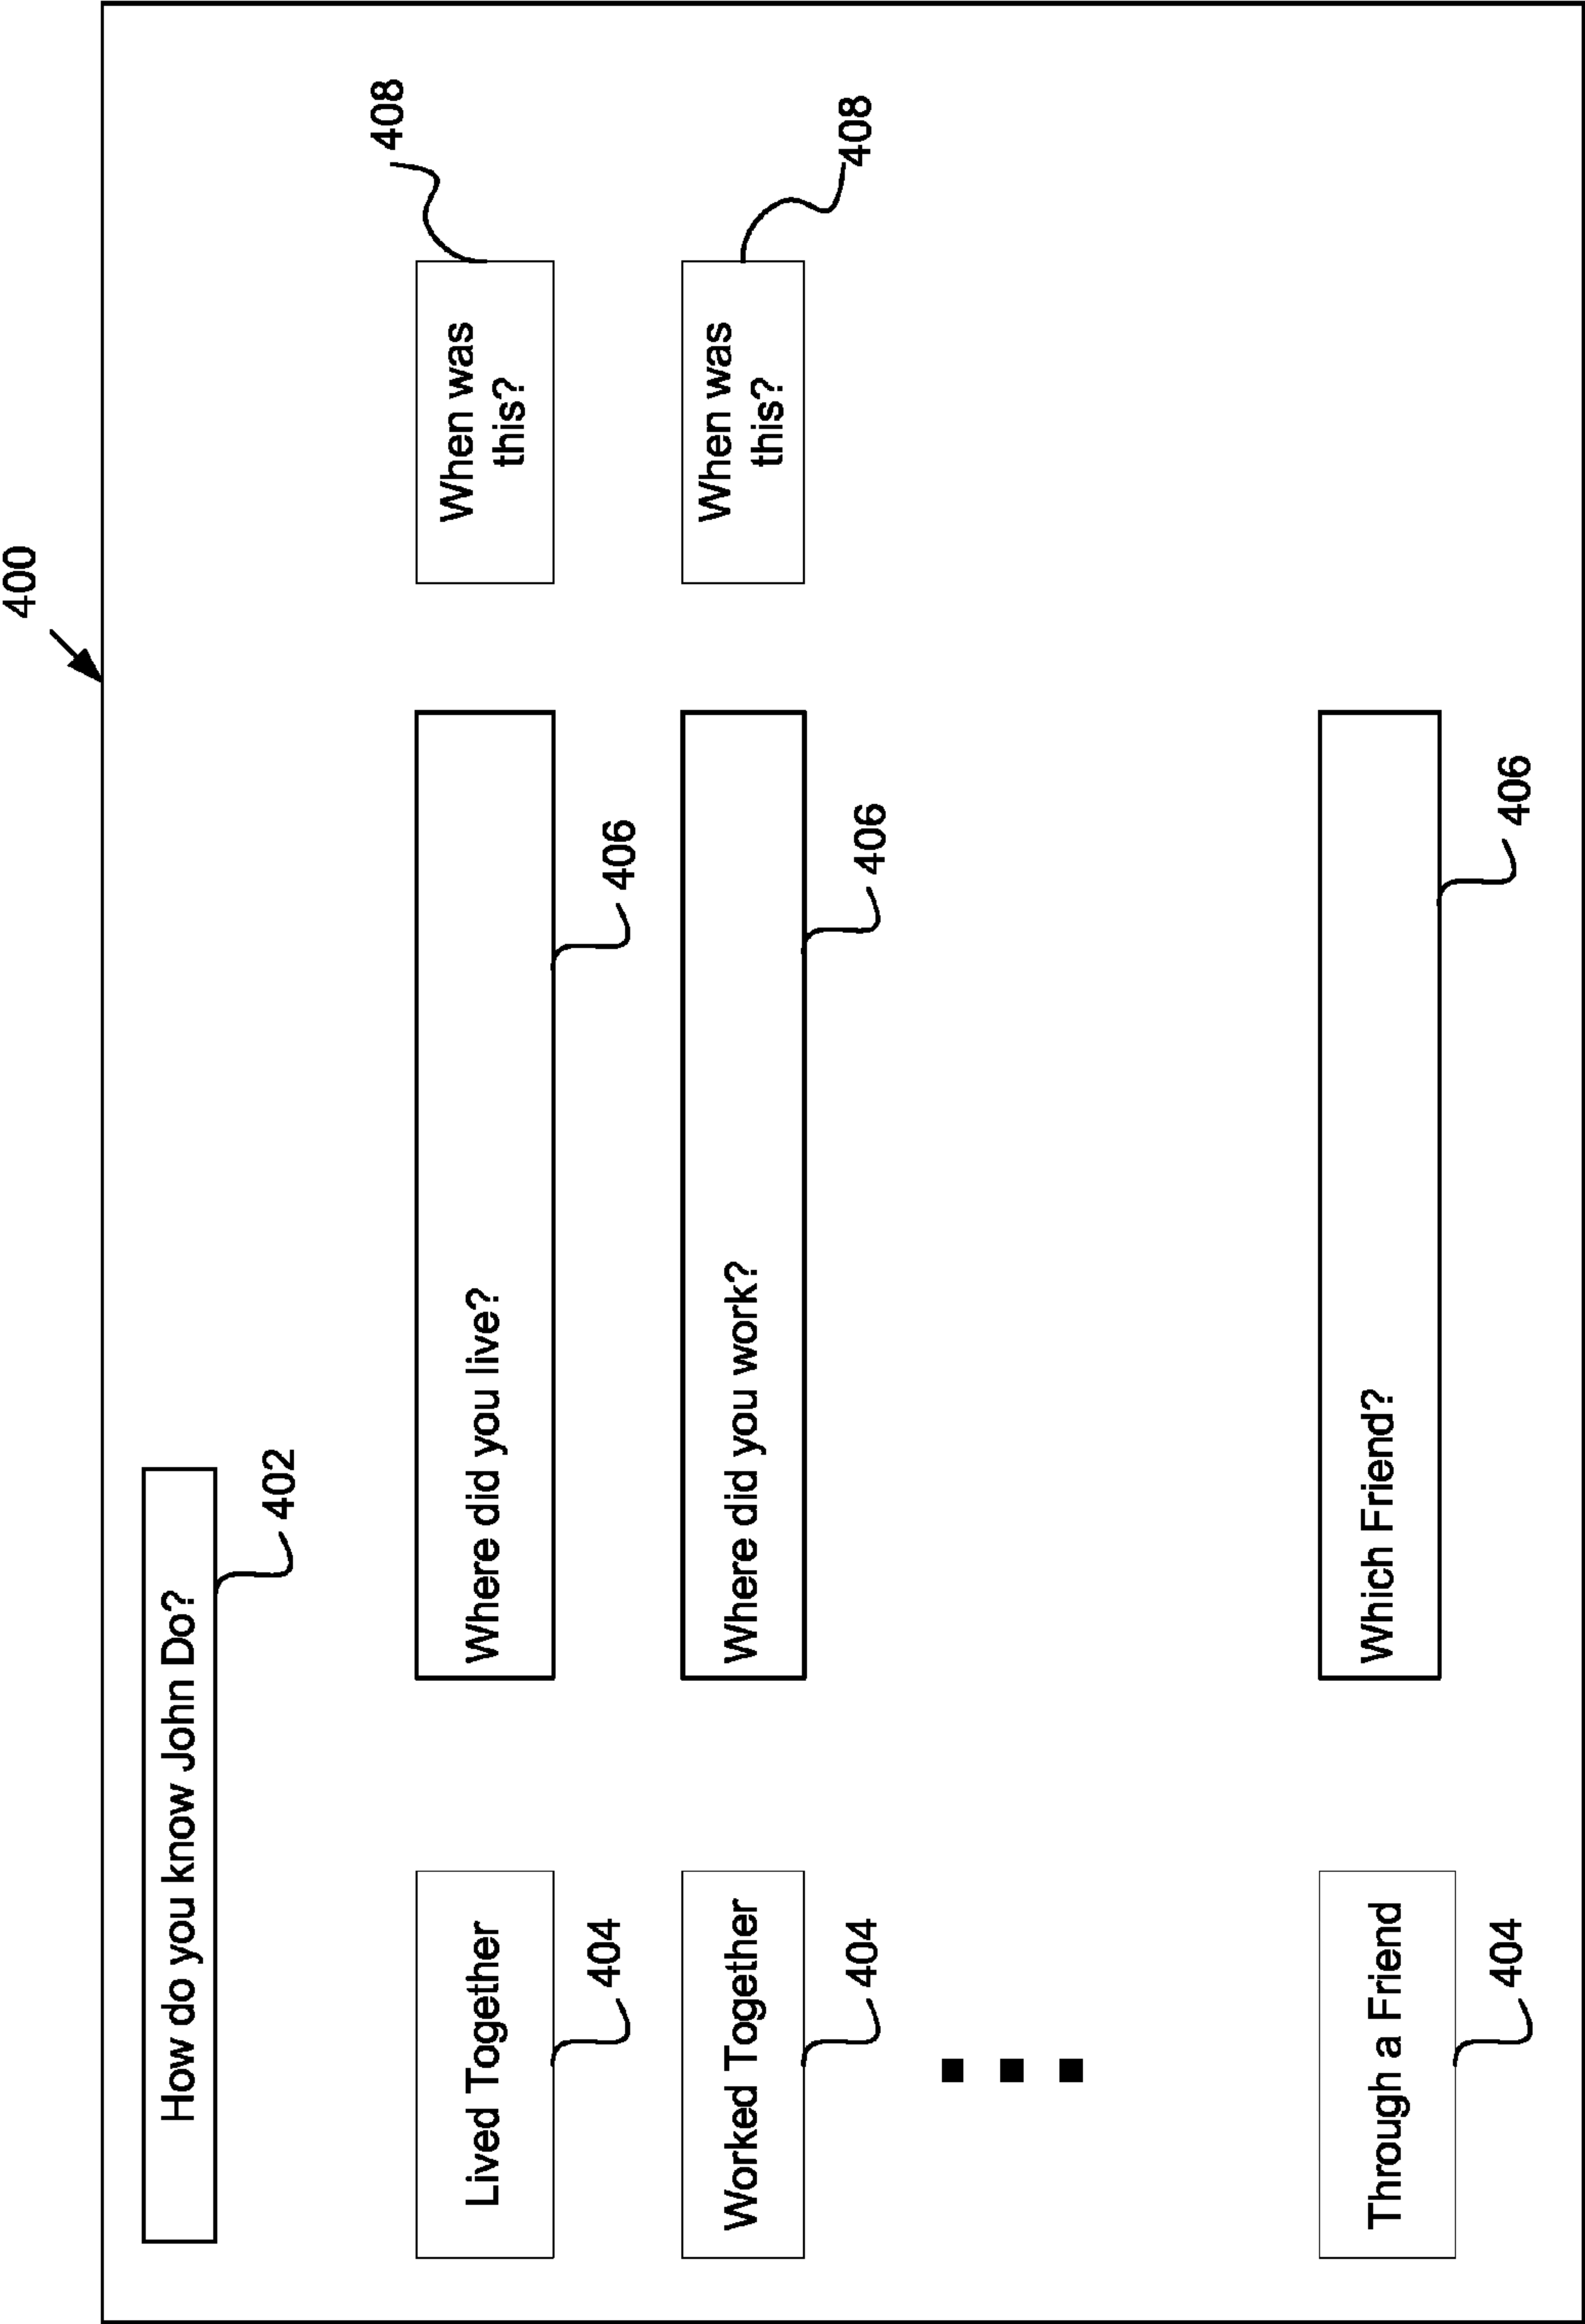 400
How do you know John Do?
402
408
Lived Together
Where did you live?
When was
this?
404
406
408
Worked Together
Where did you work?
When was
this?
404
406
Through a Friend
Which Friend?
404
406